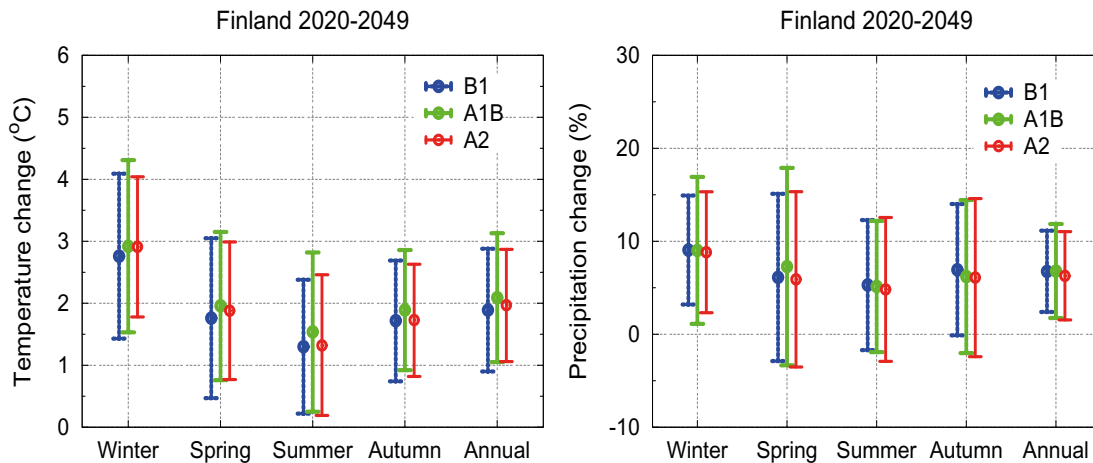 Finland 2020-2049
6
5
4
3
2
1
0
Temperature change (°C)
B1
A1B
A2
Winter Spring Summer Autumn Annual
Finland 2020-2049
30
20
10
0
-10
Precipitation change (%)
B1
A1B
A2
Winter Spring Summer Autumn Annual